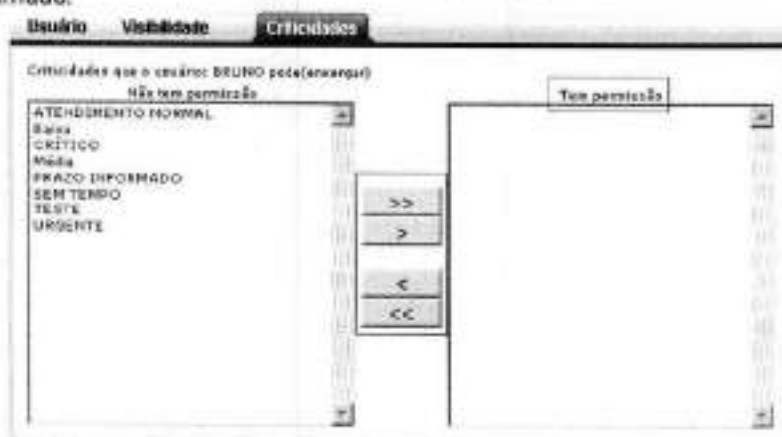 Usuário Visibilidade Criticidades
Criticidades que o usuário: BRUNO pode(enxergar)
Não tem permissão
Tem permissão
ATENDIMENTO NORMAL
Baixa
CRÍTICO
Média
PRAZO INFORMADO
SEM TEMPO
TESTE
URGENTE
>>
>
<
<<